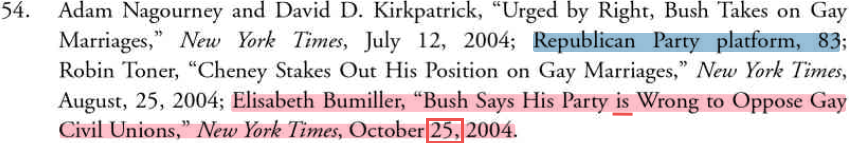 54. Adam Nagourney and David D. Kirkpatrick, “Urged by Right, Bush Takes on Gay
Marriages,” New York Times, July 12, 2004; Republican Party platform, 83;
Robin Toner, “Cheney Stakes Out His Position on Gay Marriages,” New York Times,
August, 25, 2004; Elisabeth Bumiller, “Bush Says His Party is Wrong to Oppose Gay
Civil Unions,” New York Times, October 25, 2004.